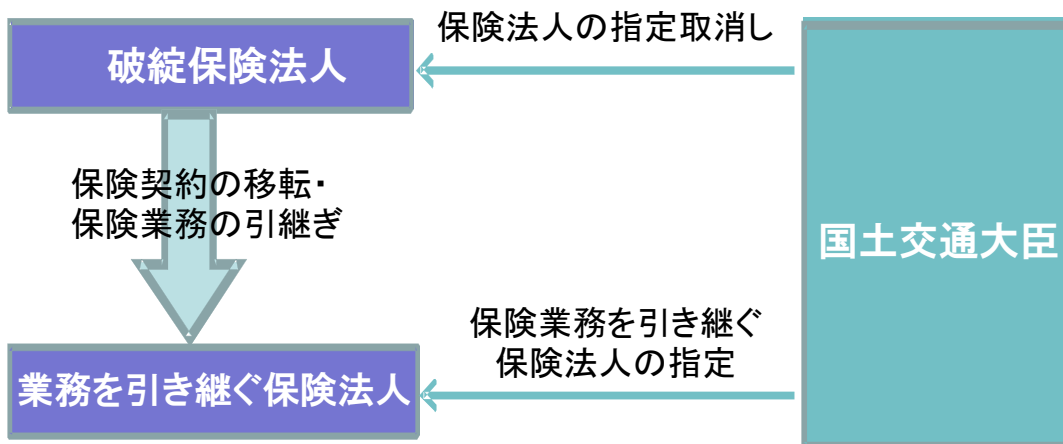 保険法人の指定取消し
破綻保険法人
保険契約の移転・
保険業務の引継ぎ
国土交通大臣
保険業務を引き継ぐ
保険法人の指定
業務を引き継ぐ保険法人